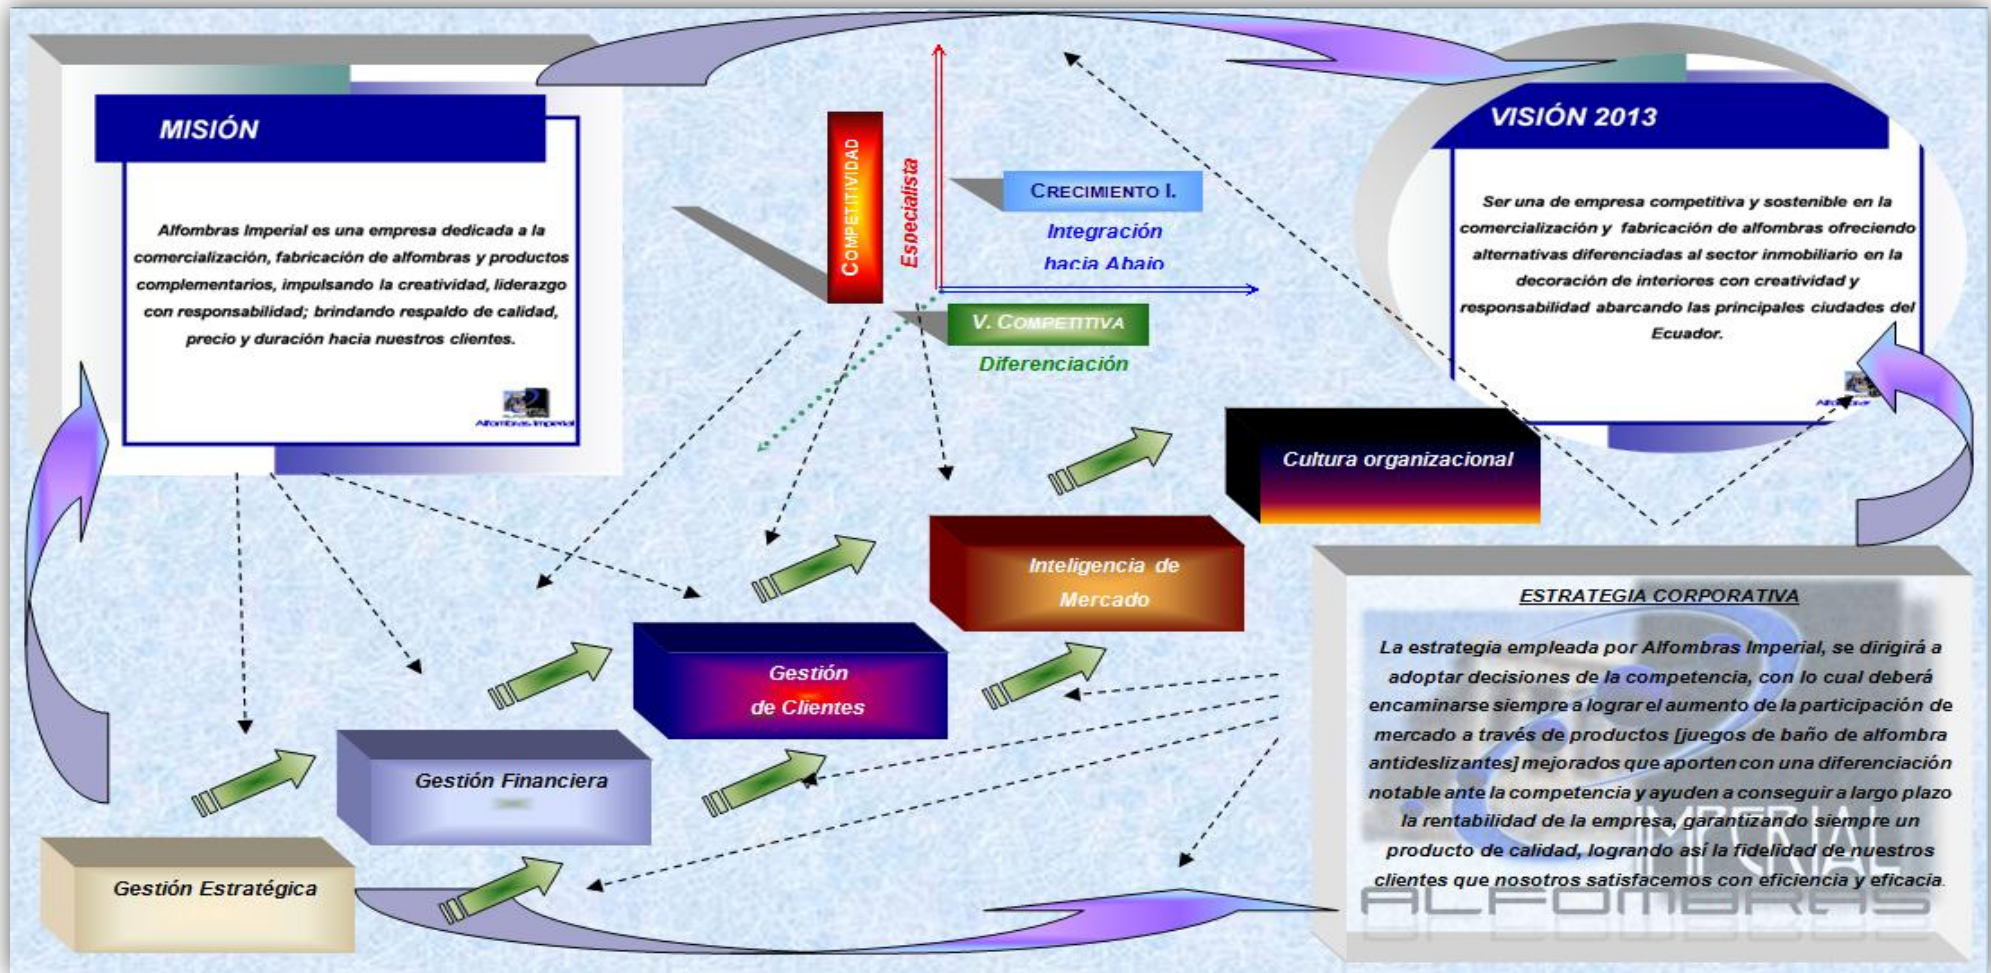 MISIÓN
Alfombras Imperial es una empresa dedicada a la
comercialización, fabricación de alfombras y productos
complementarios, impulsando la creatividad, liderazgo
con responsabilidad; brindando respaldo de calidad,
precio y duración hacia nuestros clientes.
Alfombras Imperial
COMPETITIVIDAD
Especialista
CRECIMIENTO I.
Integración
hacia Abajo
V. COMPETITIVA
Diferenciación
VISIÓN 2013
Ser una de empresa competitiva y sostenible en la
comercialización y fabricación de alfombras ofreciendo
alternativas diferenciadas al sector inmobiliario en la
decoración de interiores con creatividad y
responsabilidad abarcando las principales ciudades del
Ecuador.
Cultura organizacional
Inteligencia de
Mercado
Gestión
de Clientes
Gestión Financiera
Gestión Estratégica
ESTRATEGIA CORPORATIVA
La estrategia empleada por Alfombras Imperial, se dirigirá a
adoptar decisiones de la competencia, con lo cual deberá
encaminarse siempre a lograr el aumento de la participación de
mercado a través de productos [juegos de baño de alfombra
antideslizantes] mejorados que aporten con una diferenciación
notable ante la competencia y ayuden a conseguir a largo plazo
la rentabilidad de la empresa, garantizando siempre un
producto de calidad, logrando así la fidelidad de nuestros
clientes que nosotros satisfacemos con eficiencia y eficacia.
IMPERIAL
ALFOMBRAS